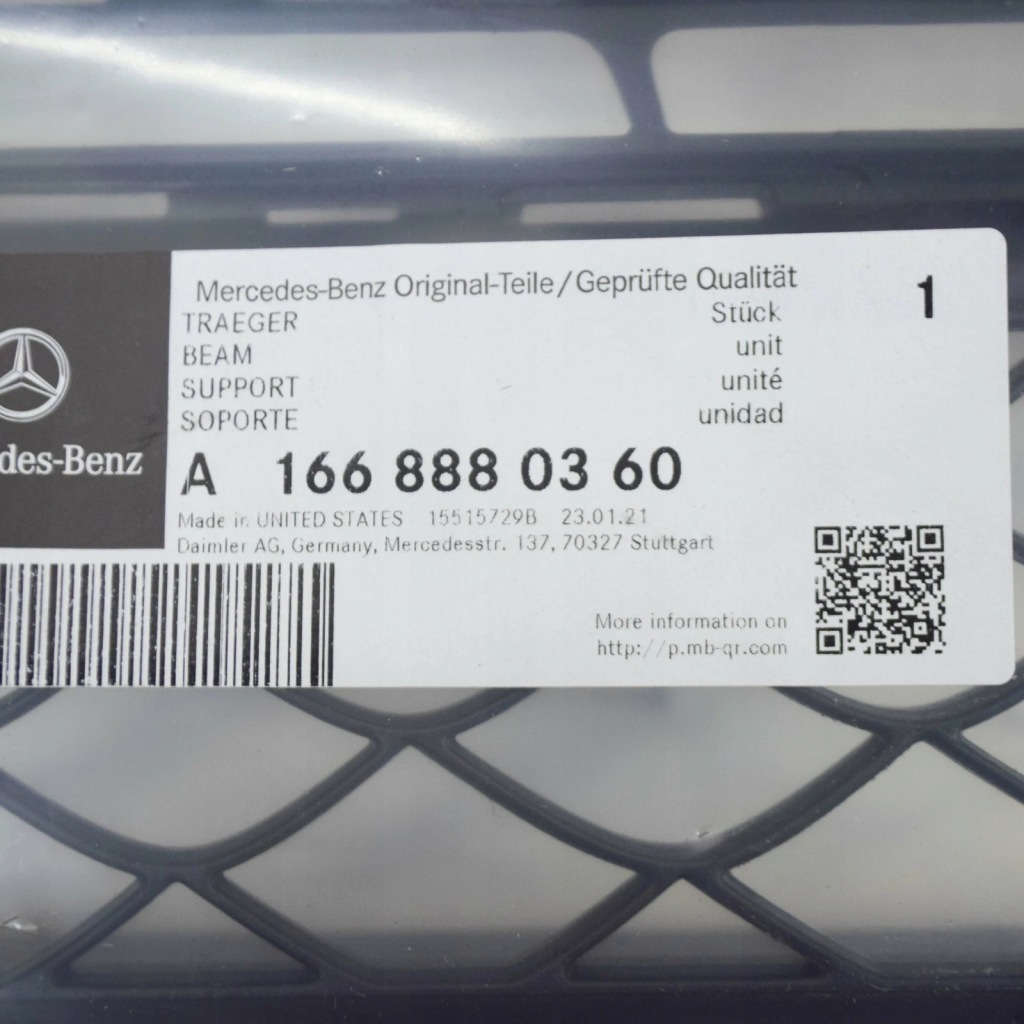 Mercedes-Benz Original-Teile/Geprüfte Qualität
1
TRAEGER Stück
BEAM unit
SUPPORT unité
SOPORTE unidad
des-Benz
A 166 888 03 60
Made in UNITED STATES 15515729B 23.01.21
Daimler AG, Germany, Mercedesstr. 137, 70327 Stuttgart
More information on
http://p.mb-qr.com